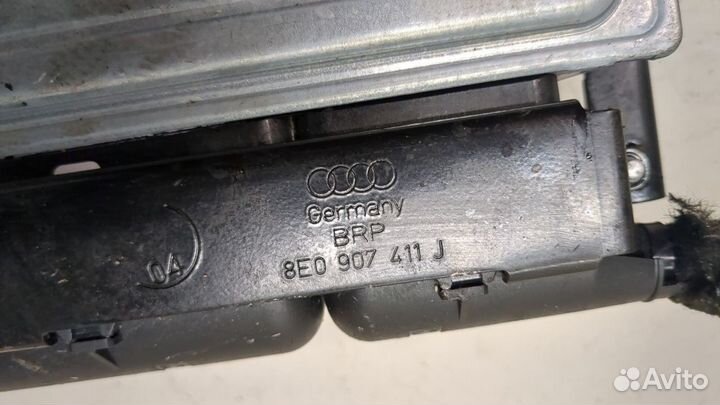 Germany
BRP
8E0 907 411 J
04
Avito